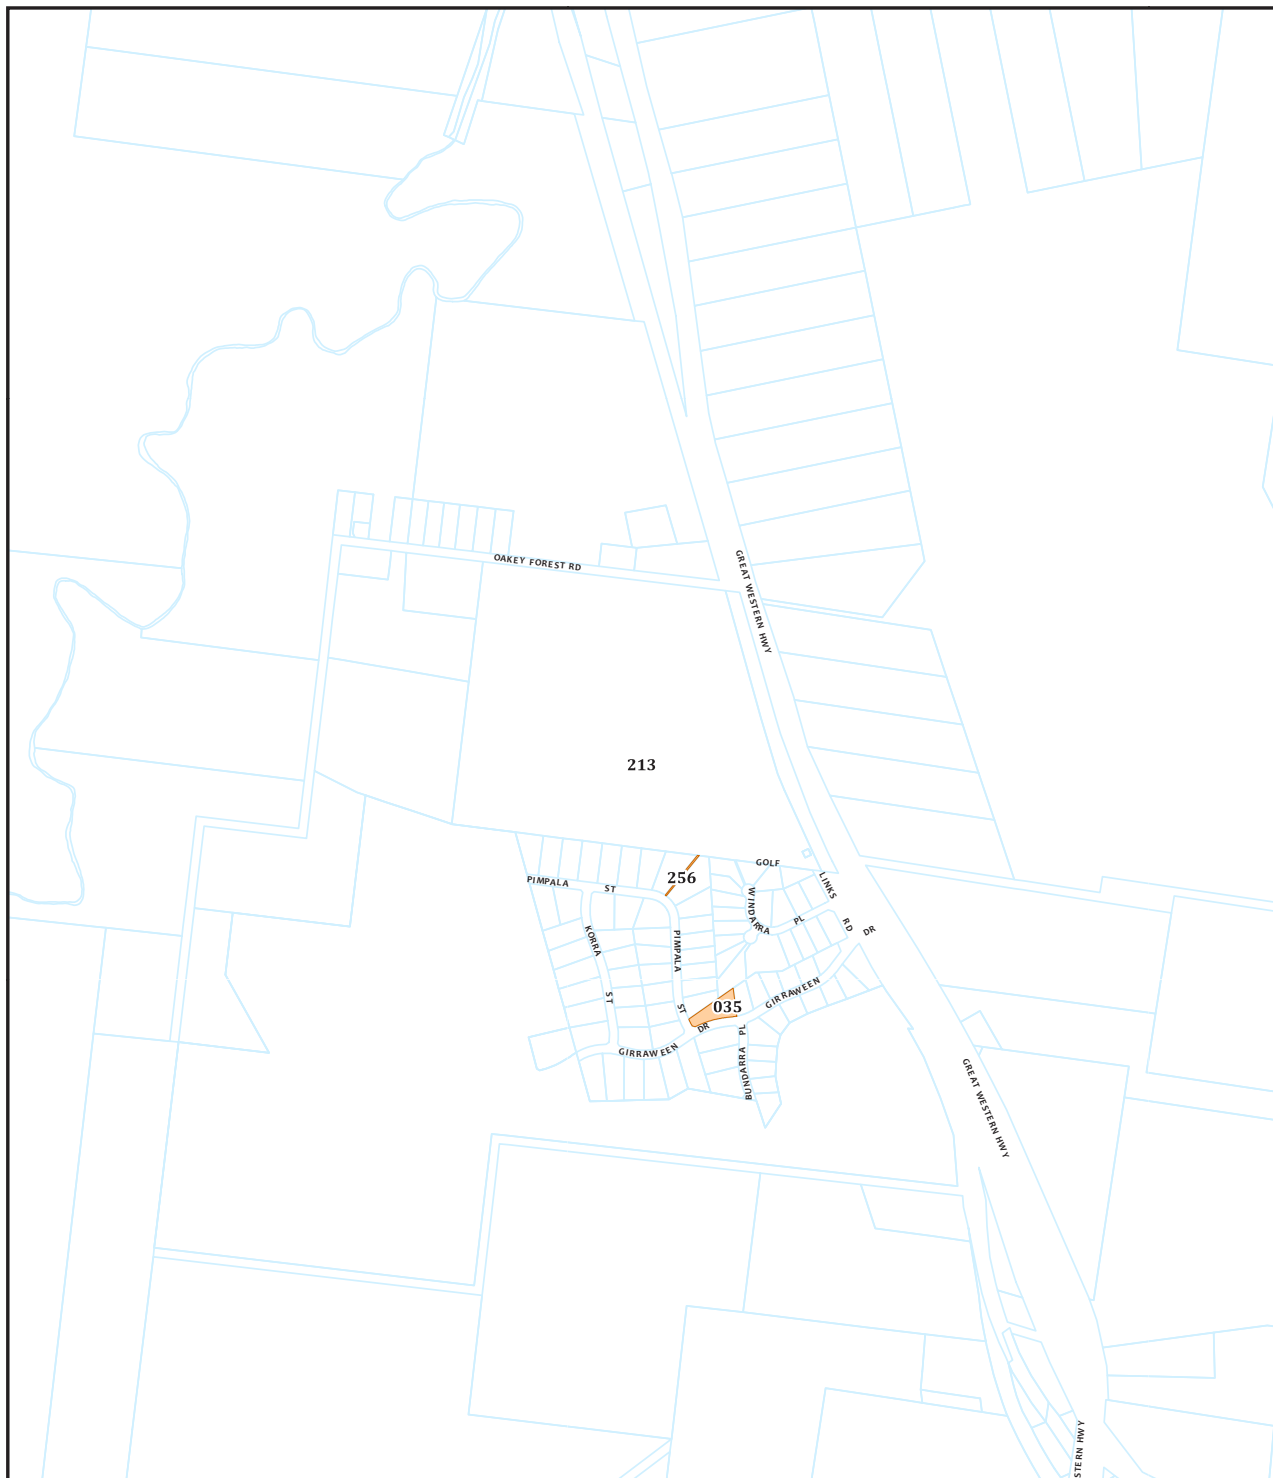 OAKEY FOREST RD
GREAT WESTERN HWY
213
GOLF
LINKS
RD
256
PIMPALA
ST
WINDARRA
PL
DR
KORRA
ST
PIMPALA
ST
035
GIRRAWEEN
DR
GIRRAWEEN
BUNDARRA PL
GREAT WESTERN HWY
STERN HWY